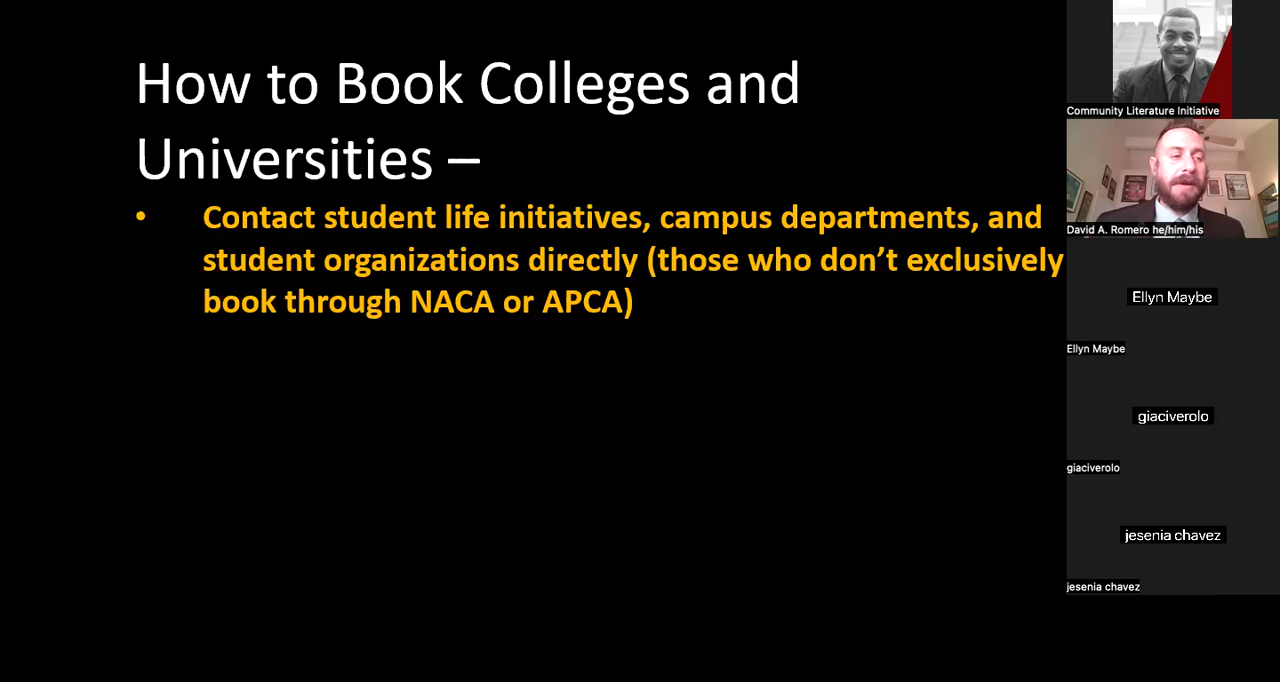 How to Book Colleges and
Universities –
• Contact student life initiatives, campus departments, and
student organizations directly (those who don’t exclusively
book through NACA or APCA)
Community Literature Initiative
David A. Romero he/him/his
Ellyn Maybe
Ellyn Maybe
giaciverolo
giaciverolo
jesenia chavez
jesenia chavez